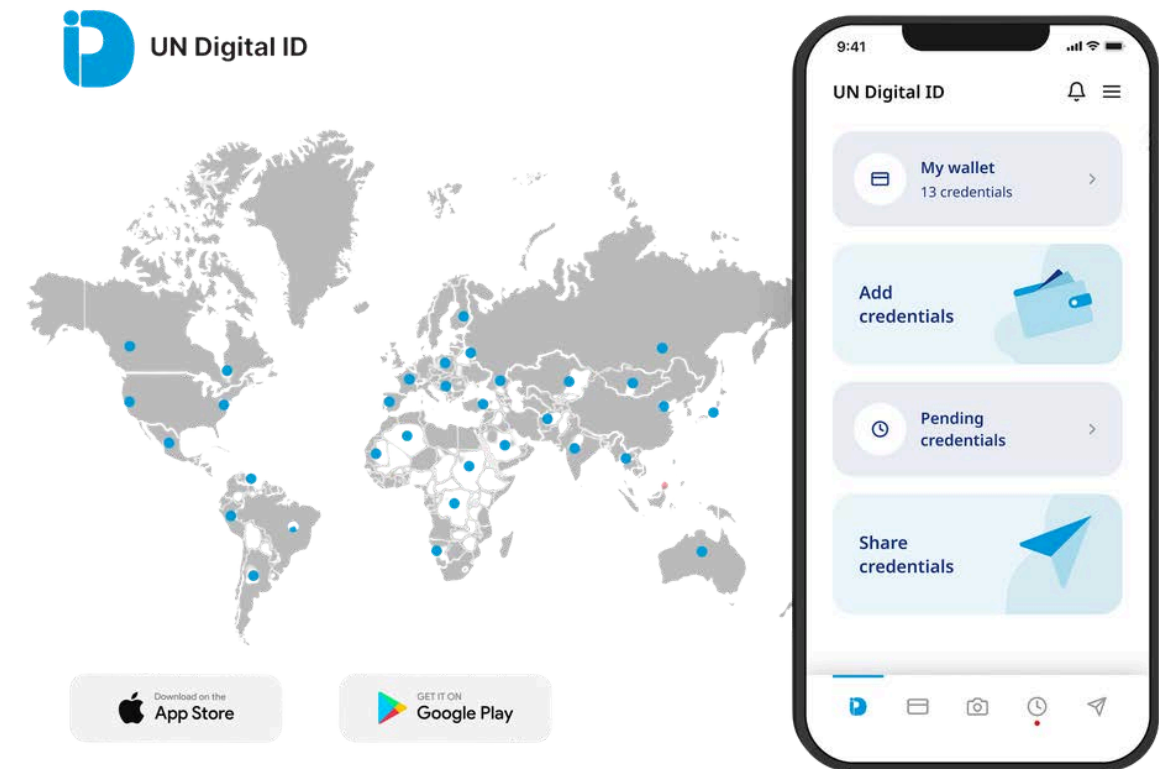 UN Digital ID
9:41
UN Digital ID
My wallet
13 credentials
Add
credentials
Pending
credentials
Share
credentials
Download on the
App Store
GET IT ON
Google Play